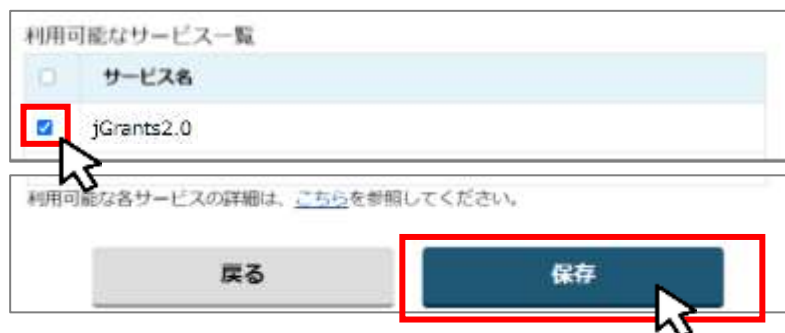 利用可能なサービス一覧
サービス名
jGrants2.0
利用可能な各サービスの詳細は、こちらを参照してください。
戻る 保存